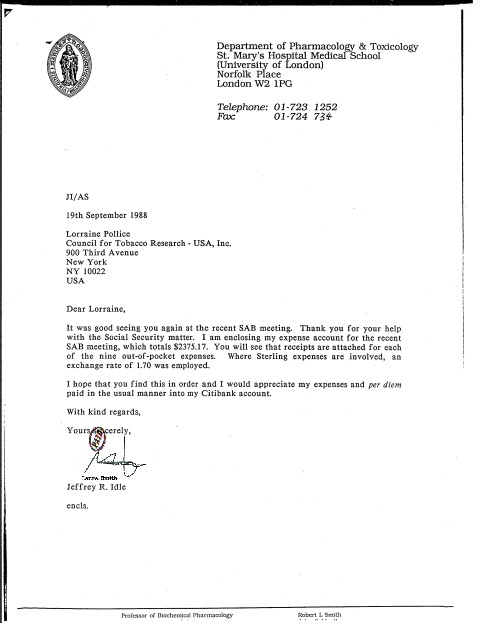 Department of Pharmacology & Toxicology
St. Mary's Hospital Medical School
(University of London)
Norfolk Place
London W2 1PG
Telephone: 01-723 1252
Fax: 01-724 734
JI/AS
19th September 1988
Lorraine Pollice
Council for Tobacco Research - USA, Inc.
900 Third Avenue
New York
NY 10022
USA
Dear Lorraine,
It was good seeing you again at the recent SAB meeting. Thank you for your help
with the Social Security matter. I am enclosing my expense account for the recent
SAB meeting, which totals $2375.17. You will see that receipts are attached for each
of the nine out-of-pocket expenses. Where Sterling expenses are involved, an
exchange rate of 1.70 was employed.
I hope that you find this in order and I would appreciate my expenses and per diem
paid in the usual manner into my Citibank account.
With kind regards,
Yours sincerely,
PAID
Smith
Jeffrey R. Idle
encls.
Professor of Biochemical Pharmacology Robert L Smith